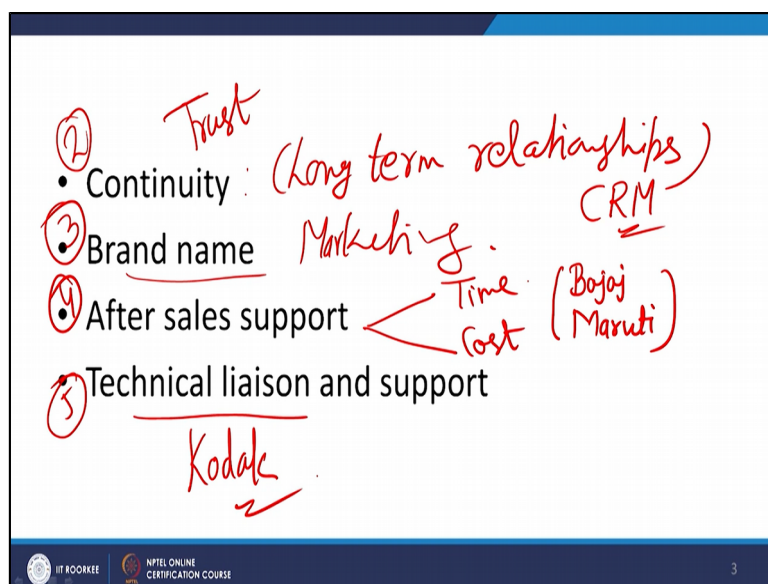 ② Trust
• Continuity : (Long term relationships)
CRM
③ • Brand name Marketing.
④ • After sales support Time Cost (Bajaj Maruti)
⑤ • Technical liaison and support
Kodak
IIT ROORKEE NPTEL ONLINE CERTIFICATION COURSE 3